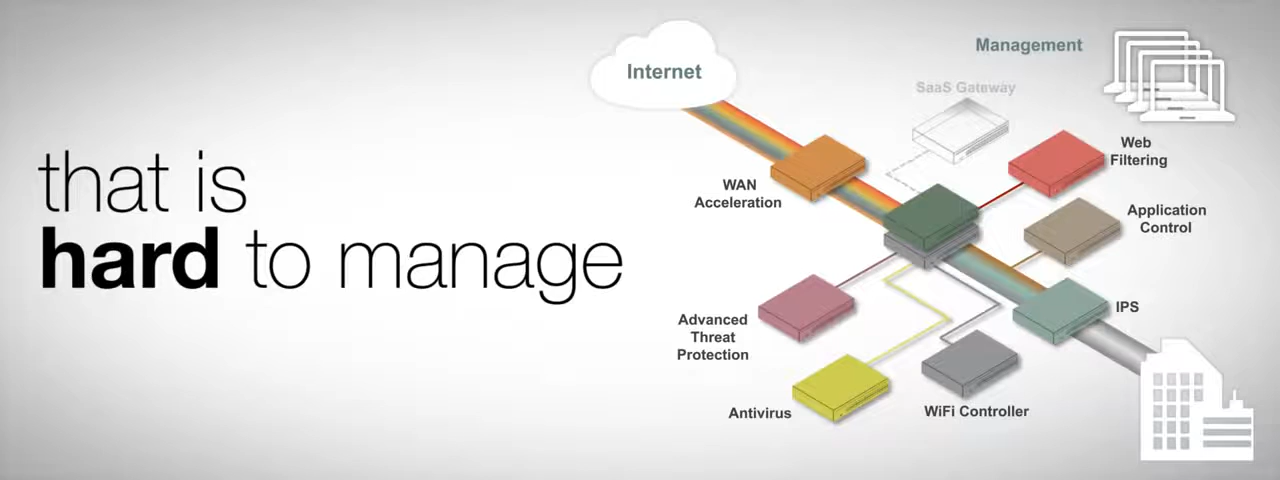 that is
hard to manage
Internet
Management
SaaS Gateway
Web
Filtering
WAN
Acceleration
Application
Control
IPS
Advanced
Threat
Protection
Antivirus
WiFi Controller